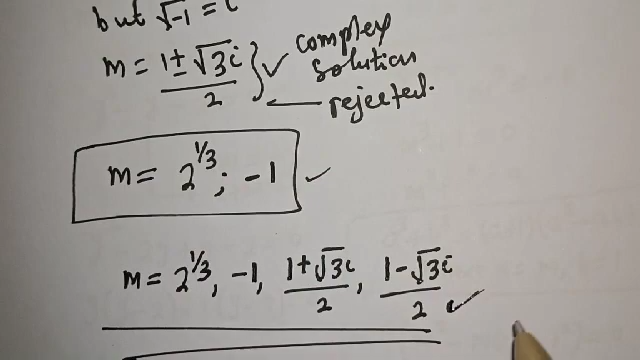 but √-1 = i
m = (1 ± √3i)/2 } ✓ complex solution
← rejected.
m = 2^(1/3) ; -1 ✓
m = 2^(1/3), -1, (1+√3i)/2, (1-√3i)/2 ✓